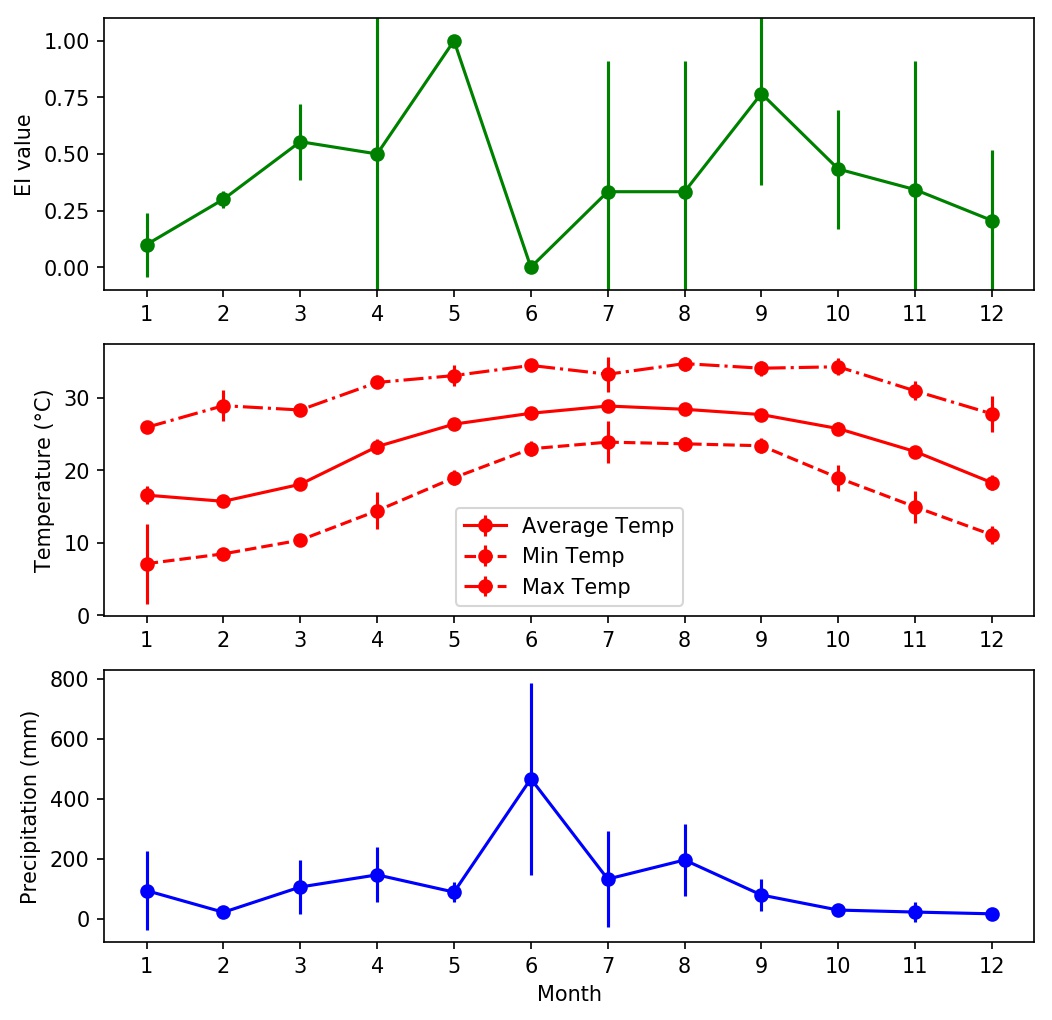 EI value
1.00
0.75
0.50
0.25
0.00
1 2 3 4 5 6 7 8 9 10 11 12
Temperature (°C)
30
20
10
0
Average Temp
Min Temp
Max Temp
1 2 3 4 5 6 7 8 9 10 11 12
Precipitation (mm)
800
600
400
200
0
1 2 3 4 5 6 7 8 9 10 11 12
Month